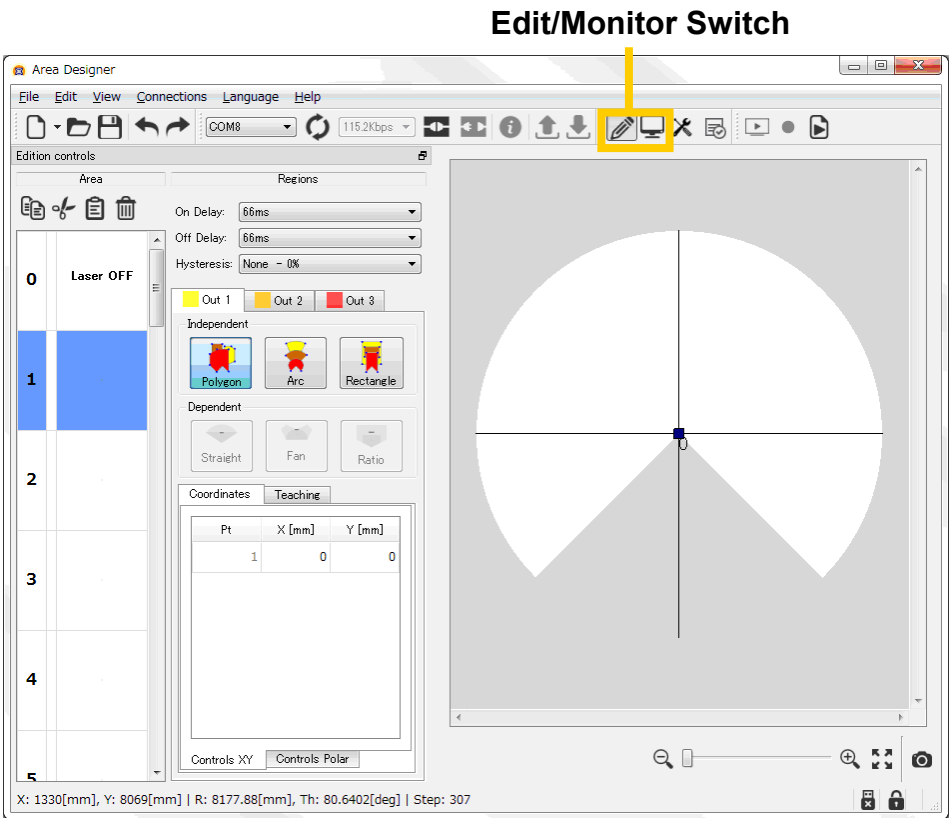 Edit/Monitor Switch
Area Designer
File Edit View Connections Language Help
COM8 115.2Kbps
Edition controls
Area Regions
On Delay: 66ms
Off Delay: 66ms
Hysteresis: None - 0%
0 Laser OFF
Out 1 Out 2 Out 3
Independent
Polygon Arc Rectangle
1
Dependent
Straight Fan Ratio
2
Coordinates Teaching
Pt X [mm] Y [mm]
1 0 0
0
3
4
Controls XY Controls Polar
5
X: 1330[mm], Y: 8069[mm] | R: 8177.88[mm], Th: 80.6402[deg] | Step: 307